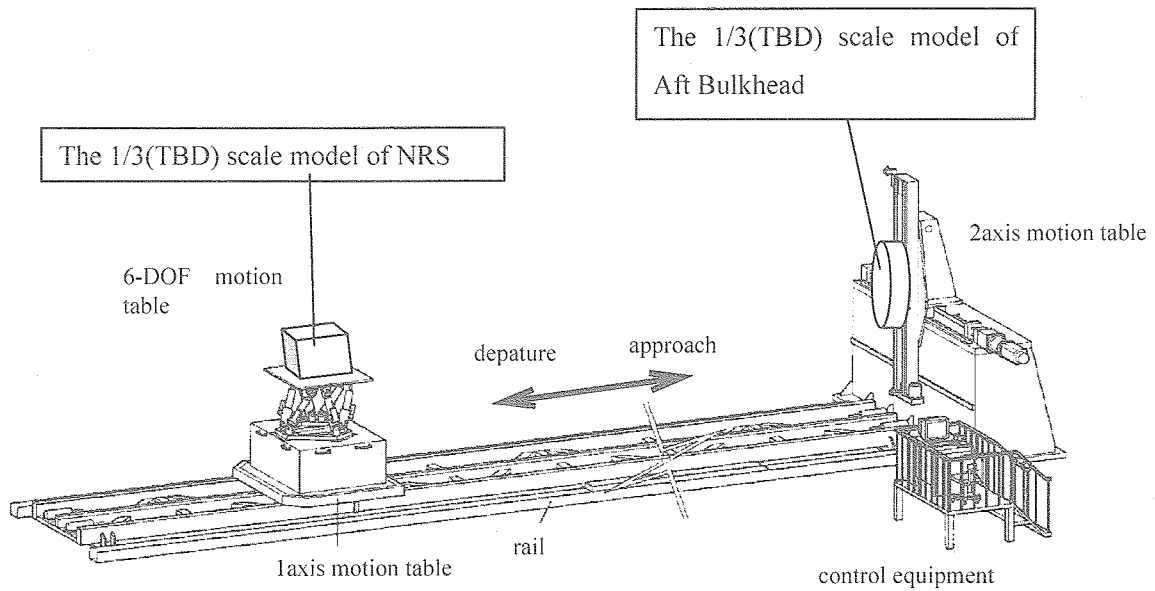 The 1/3(TBD) scale model of
Aft Bulkhead
The 1/3(TBD) scale model of NRS
2axis motion table
6-DOF motion
table
depature
approach
rail
1axis motion table
control equipment